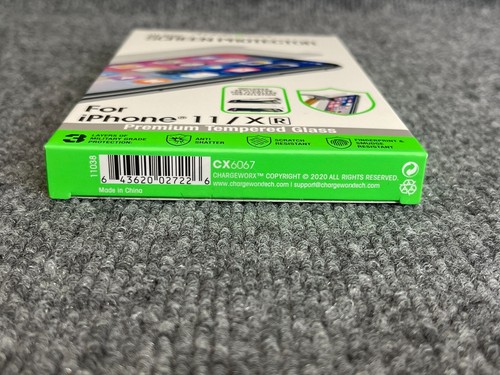 SCREEN PROTECTOR
For
iPhone® 11/X[R]
Premium Tempered Glass
3 LAYERS OF
MILITARY GRADE
PROTECTION:
ANTI
SHATTER
SCRATCH
RESISTANT
FINGERPRINT &
SMUDGE
RESISTANT
11038
6 43620 02722 6
Made in China
CX6067
CHARGEWORX™ COPYRIGHT © 2020 ALL RIGHTS RESERVED.
www.chargeworxtech.com | support@chargeworxtech.com